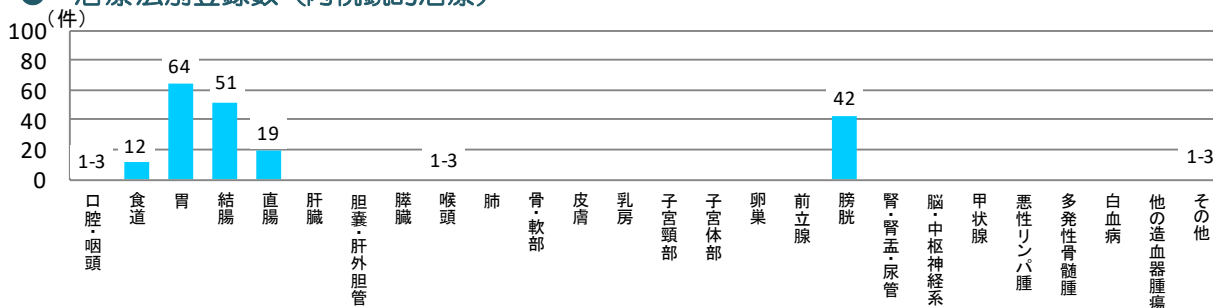 ● 治療法別登録数（内視鏡的治療）
（件）
100
80
60
40
20
0
1-3
12
64
51
19
1-3
42
1-3
口腔・咽頭
食道
胃
結腸
直腸
肝臓
胆嚢・肝外胆管
膵臓
喉頭
肺
骨・軟部
皮膚
乳房
子宮頸部
子宮体部
卵巣
前立腺
膀胱
腎・腎盂・尿管
脳・中枢神経系
甲状腺
悪性リンパ腫
多発性骨髄腫
白血病
他の造血器腫瘍
その他